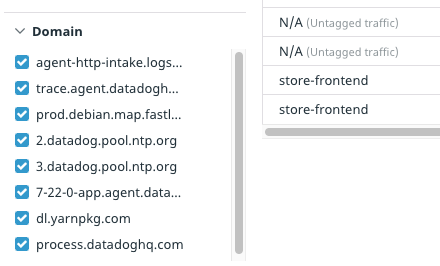 Domain
agent-http-intake.logs...
trace.agent.datadogh...
prod.debian.map.fastl...
2.datadog.pool.ntp.org
3.datadog.pool.ntp.org
7-22-0-app.agent.data...
dl.yarnpkg.com
process.datadoghq.com
N/A (Untagged traffic)
N/A (Untagged traffic)
store-frontend
store-frontend